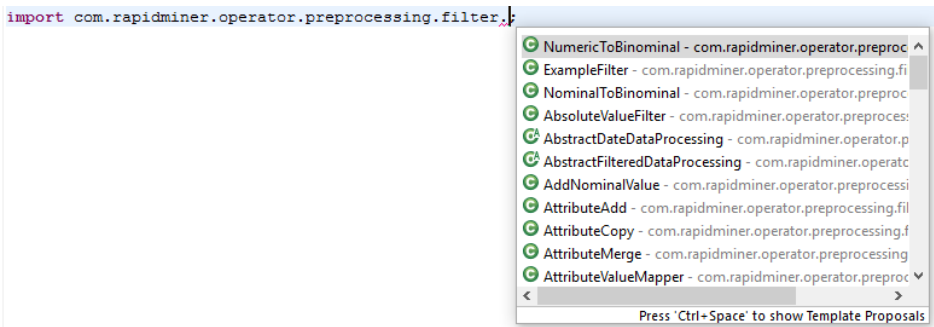 import com.rapidminer.operator.preprocessing.filter.;
NumericToBinominal - com.rapidminer.operator.preproc
ExampleFilter - com.rapidminer.operator.preprocessing.fi
NominalToBinominal - com.rapidminer.operator.preproc
AbsoluteValueFilter - com.rapidminer.operator.preprocess
AbstractDateDataProcessing - com.rapidminer.operator.p
AbstractFilteredDataProcessing - com.rapidminer.operatc
AddNominalValue - com.rapidminer.operator.preprocessi
AttributeAdd - com.rapidminer.operator.preprocessing.fil
AttributeCopy - com.rapidminer.operator.preprocessing.f
AttributeMerge - com.rapidminer.operator.preprocessing
AttributeValueMapper - com.rapidminer.operator.preproc
Press 'Ctrl+Space' to show Template Proposals